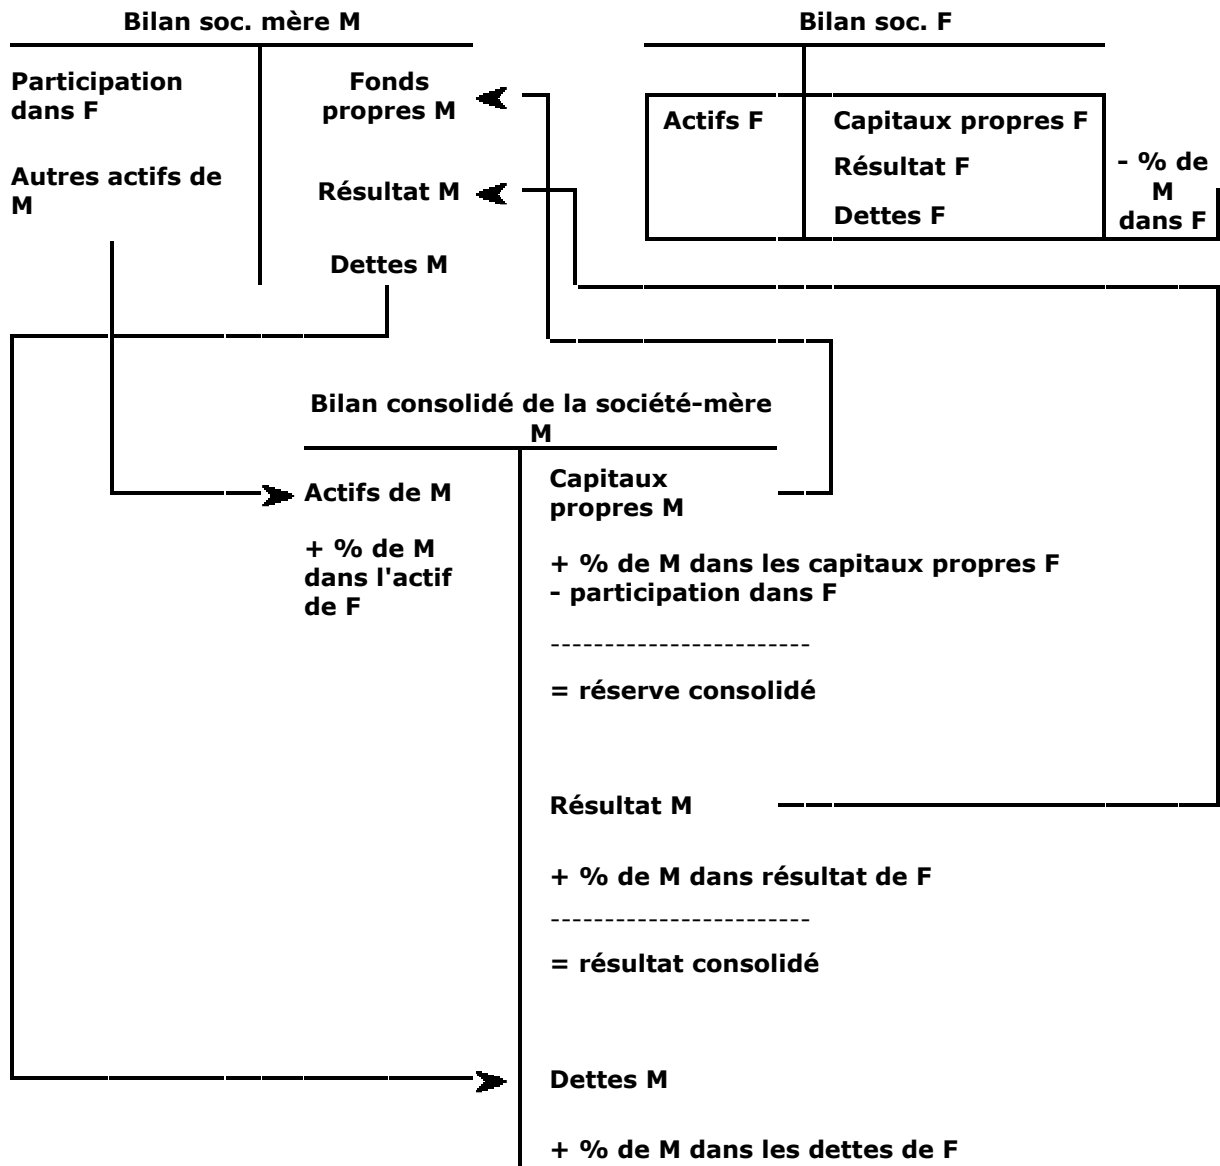 Bilan soc. mère M
Participation
dans F
Autres actifs de
M
Fonds
propres M
Résultat M
Dettes M
Bilan soc. F
Actifs F
Capitaux propres F
Résultat F
Dettes F
- % de
M
dans F
Bilan consolidé de la société-mère
M
Actifs de M
+ % de M
dans l'actif
de F
Capitaux
propres M
+ % de M dans les capitaux propres F
- participation dans F
------------------------
= réserve consolidé
Résultat M
+ % de M dans résultat de F
------------------------
= résultat consolidé
Dettes M
+ % de M dans les dettes de F